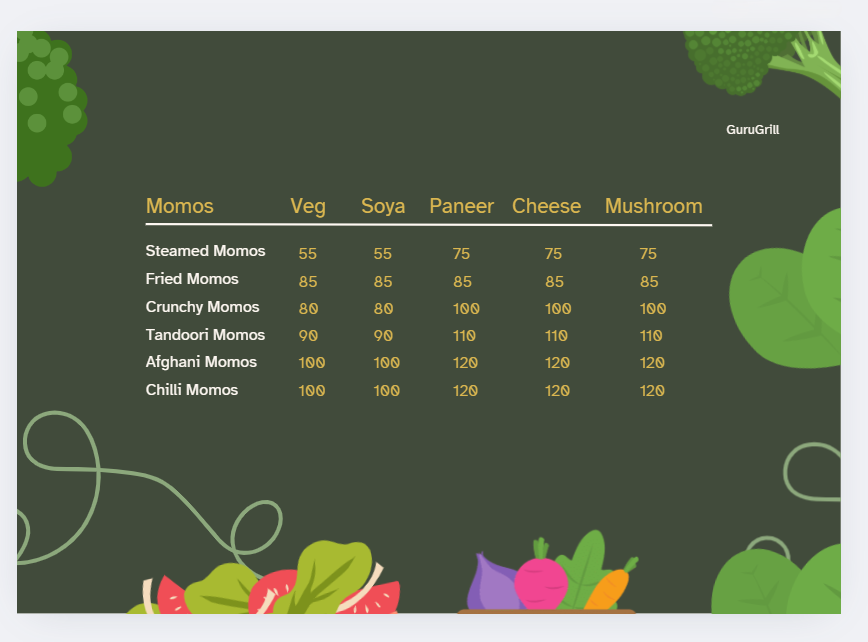 GuruGrill
Momos Veg Soya Paneer Cheese Mushroom
Steamed Momos 55 55 75 75 75
Fried Momos 85 85 85 85 85
Crunchy Momos 80 80 100 100 100
Tandoori Momos 90 90 110 110 110
Afghani Momos 100 100 120 120 120
Chilli Momos 100 100 120 120 120